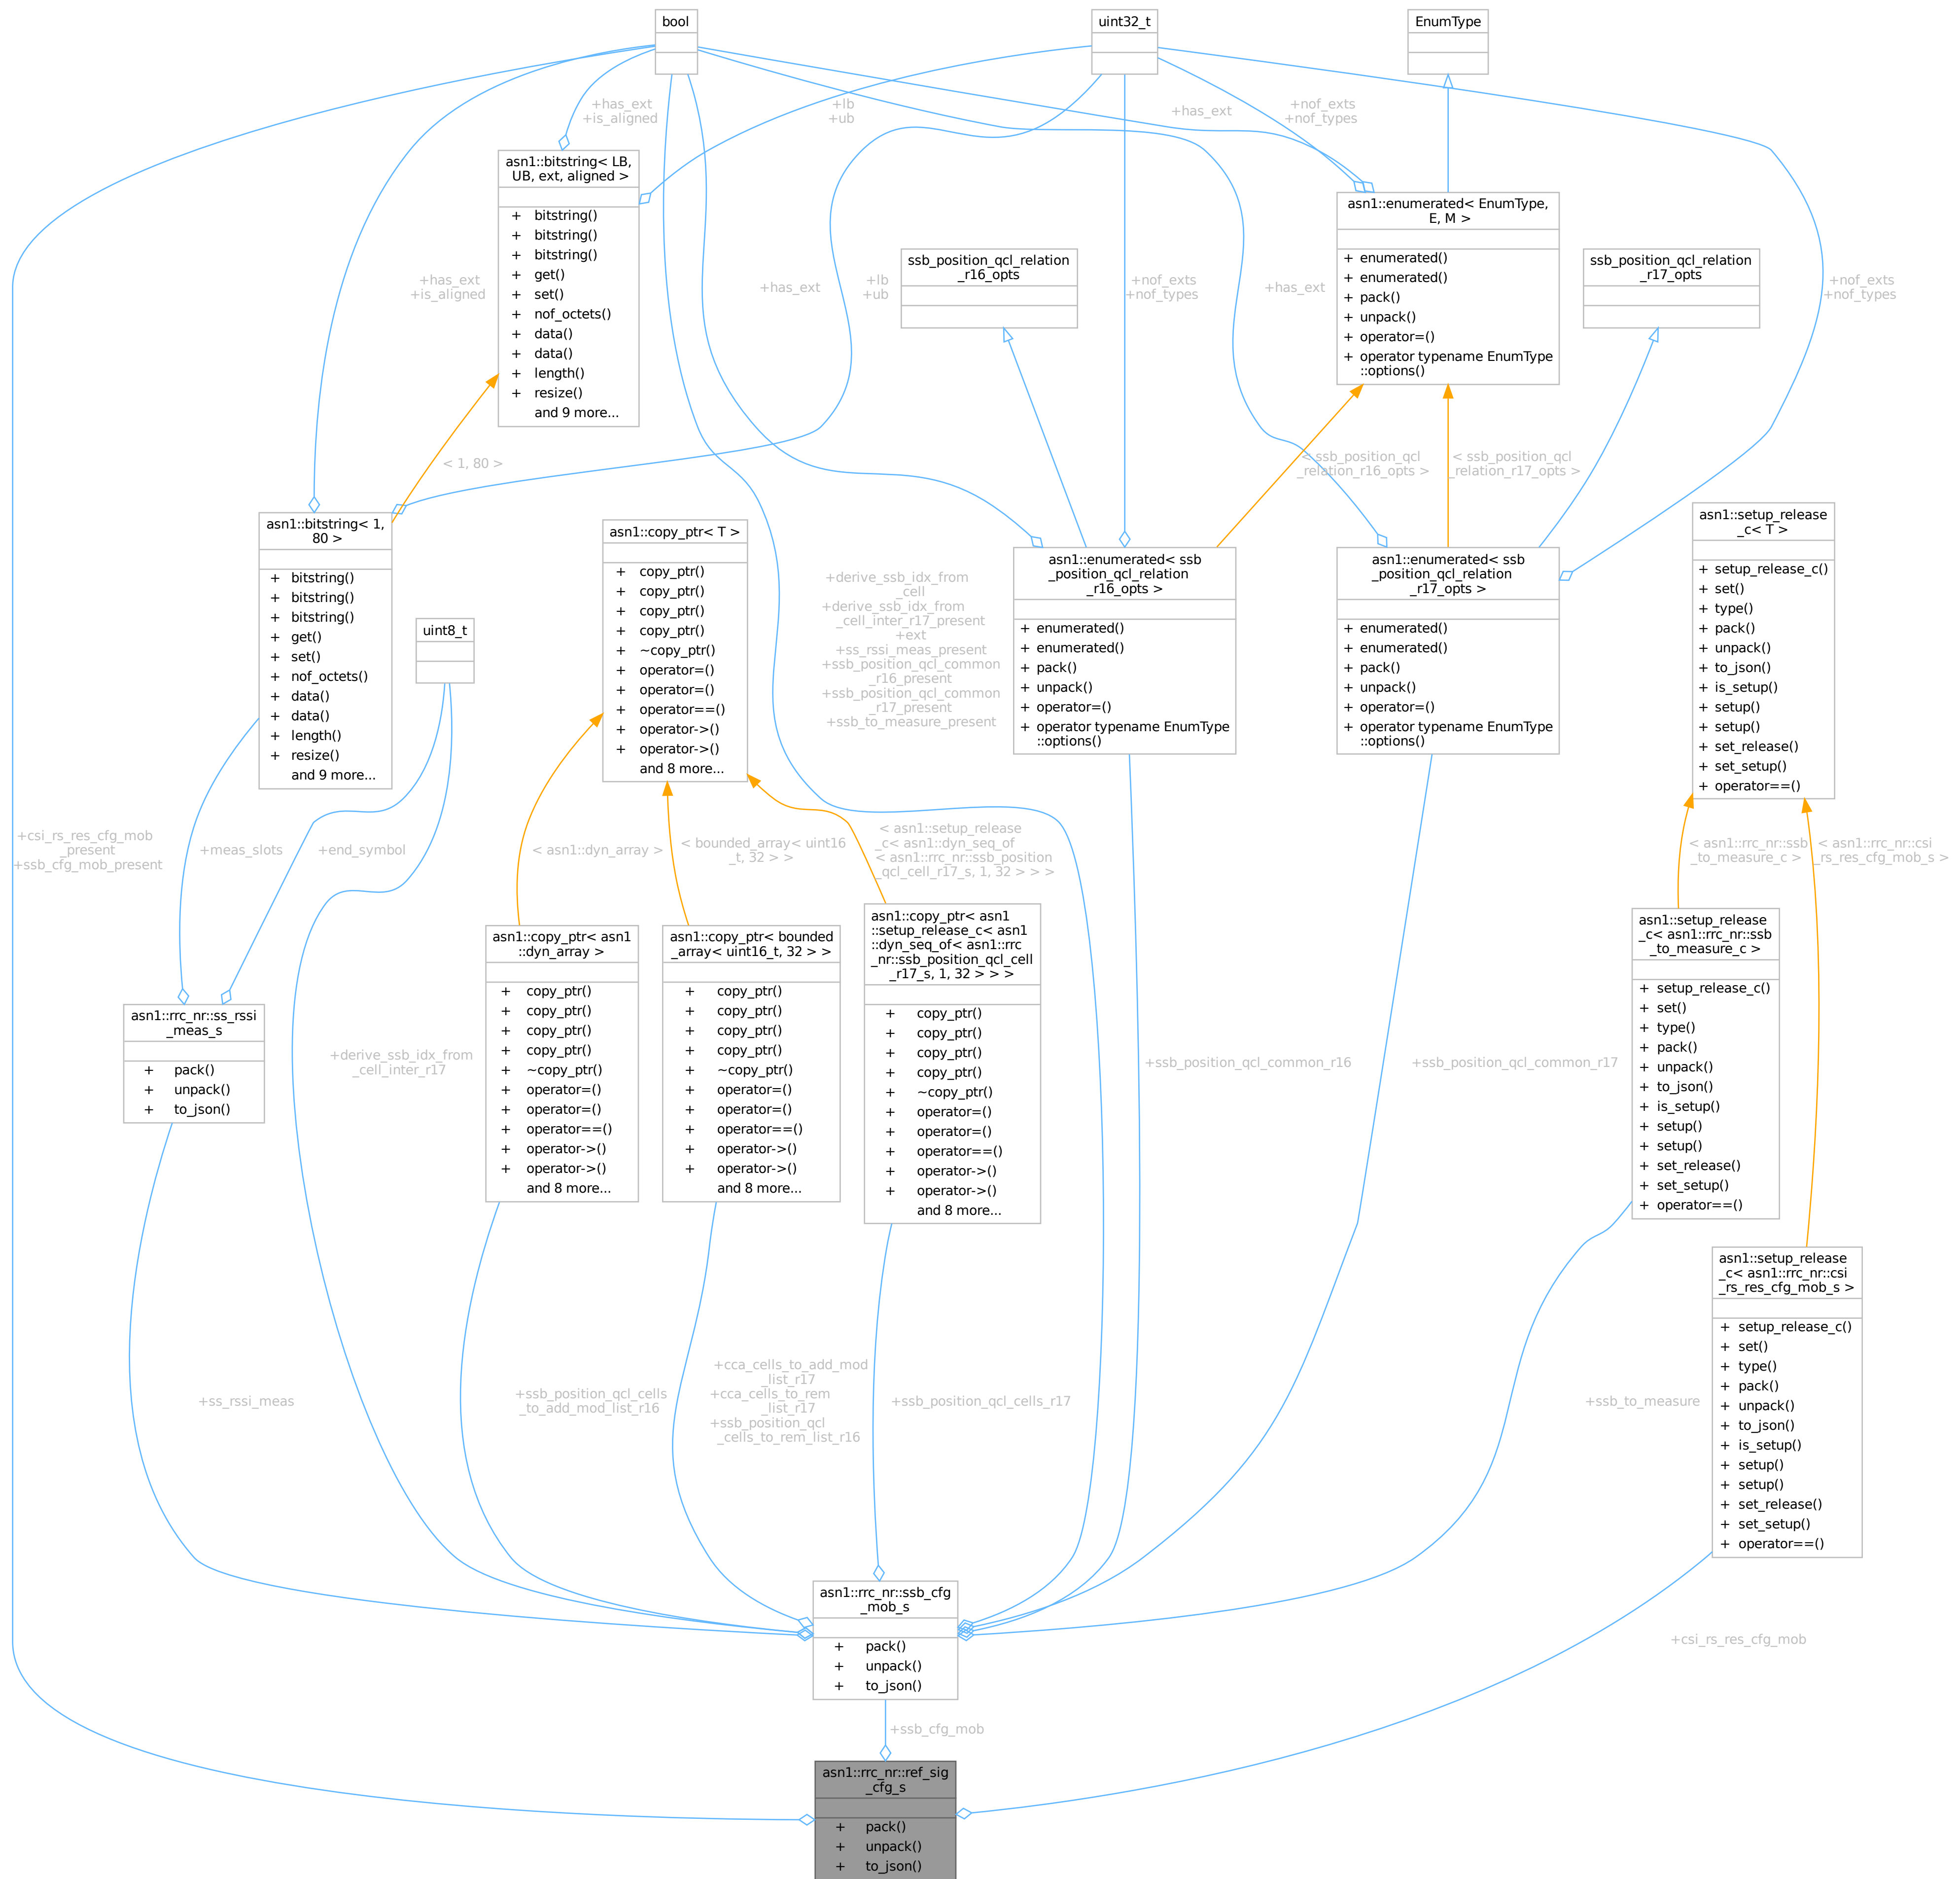 bool
uint32_t
EnumType
+has_ext
+is_aligned
+lb
+ub
+has_ext
+nof_exts
+nof_types
asn1::bitstring< LB,
UB, ext, aligned >
+ bitstring()
+ bitstring()
+ bitstring()
+ get()
+ set()
+ nof_octets()
+ data()
+ data()
+ length()
+ resize()
and 9 more...
asn1::enumerated< EnumType,
E, M >
+ enumerated()
+ enumerated()
+ pack()
+ unpack()
+ operator=()
+ operator typename EnumType
::options()
ssb_position_qcl_relation
_r16_opts
ssb_position_qcl_relation
_r17_opts
+has_ext
+is_aligned
+has_ext
+lb
+ub
+nof_exts
+nof_types
+has_ext
+nof_exts
+nof_types
< 1, 80 >
< ssb_position_qcl
_relation_r16_opts >
< ssb_position_qcl
_relation_r17_opts >
asn1::bitstring< 1,
80 >
+ bitstring()
+ bitstring()
+ bitstring()
+ get()
+ set()
+ nof_octets()
+ data()
+ data()
+ length()
+ resize()
and 9 more...
uint8_t
asn1::copy_ptr< T >
+ copy_ptr()
+ copy_ptr()
+ copy_ptr()
+ copy_ptr()
+ ~copy_ptr()
+ operator=()
+ operator=()
+ operator==()
+ operator->()
+ operator->()
and 8 more...
+derive_ssb_idx_from
_cell
+derive_ssb_idx_from
_cell_inter_r17_present
+ext
+ss_rssi_meas_present
+ssb_position_qcl_common
_r16_present
+ssb_position_qcl_common
_r17_present
+ssb_to_measure_present
asn1::enumerated< ssb
_position_qcl_relation
_r16_opts >
+ enumerated()
+ enumerated()
+ pack()
+ unpack()
+ operator=()
+ operator typename EnumType
::options()
asn1::enumerated< ssb
_position_qcl_relation
_r17_opts >
+ enumerated()
+ enumerated()
+ pack()
+ unpack()
+ operator=()
+ operator typename EnumType
::options()
asn1::setup_release
_c< T >
+ setup_release_c()
+ set()
+ type()
+ pack()
+ unpack()
+ to_json()
+ is_setup()
+ setup()
+ setup()
+ set_release()
+ set_setup()
+ operator==()
+csi_rs_res_cfg_mob
_present
+ssb_cfg_mob_present
+meas_slots
+end_symbol
< asn1::dyn_array >
< bounded_array< uint16
_t, 32 > >
< asn1::setup_release
_c< asn1::dyn_seq_of
< asn1::rrc_nr::ssb_position
_qcl_cell_r17_s, 1, 32 > > >
< asn1::rrc_nr::ssb
_to_measure_c >
< asn1::rrc_nr::csi
_rs_res_cfg_mob_s >
asn1::rrc_nr::ss_rssi
_meas_s
+ pack()
+ unpack()
+ to_json()
+derive_ssb_idx_from
_cell_inter_r17
asn1::copy_ptr< asn1
::dyn_array >
+ copy_ptr()
+ copy_ptr()
+ copy_ptr()
+ copy_ptr()
+ ~copy_ptr()
+ operator=()
+ operator=()
+ operator==()
+ operator->()
+ operator->()
and 8 more...
asn1::copy_ptr< bounded
_array< uint16_t, 32 > >
+ copy_ptr()
+ copy_ptr()
+ copy_ptr()
+ copy_ptr()
+ ~copy_ptr()
+ operator=()
+ operator=()
+ operator==()
+ operator->()
+ operator->()
and 8 more...
asn1::copy_ptr< asn1
::setup_release_c< asn1
::dyn_seq_of< asn1::rrc
_nr::ssb_position_qcl_cell
_r17_s, 1, 32 > > >
+ copy_ptr()
+ copy_ptr()
+ copy_ptr()
+ copy_ptr()
+ ~copy_ptr()
+ operator=()
+ operator=()
+ operator==()
+ operator->()
+ operator->()
and 8 more...
+ssb_position_qcl_common_r16
+ssb_position_qcl_common_r17
asn1::setup_release
_c< asn1::rrc_nr::ssb
_to_measure_c >
+ setup_release_c()
+ set()
+ type()
+ pack()
+ unpack()
+ to_json()
+ is_setup()
+ setup()
+ setup()
+ set_release()
+ set_setup()
+ operator==()
asn1::setup_release
_c< asn1::rrc_nr::csi
_rs_res_cfg_mob_s >
+ setup_release_c()
+ set()
+ type()
+ pack()
+ unpack()
+ to_json()
+ is_setup()
+ setup()
+ setup()
+ set_release()
+ set_setup()
+ operator==()
+ss_rssi_meas
+ssb_position_qcl_cells
_to_add_mod_list_r16
+cca_cells_to_add_mod
_list_r17
+cca_cells_to_rem
_list_r17
+ssb_position_qcl
_cells_to_rem_list_r16
+ssb_position_qcl_cells_r17
+ssb_to_measure
asn1::rrc_nr::ssb_cfg
_mob_s
+ pack()
+ unpack()
+ to_json()
+csi_rs_res_cfg_mob
+ssb_cfg_mob
asn1::rrc_nr::ref_sig
_cfg_s
+ pack()
+ unpack()
+ to_json()